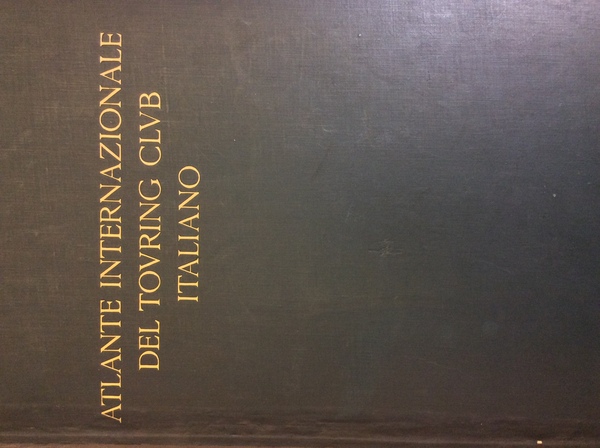 ATLANTE INTERNAZIONALE
DEL TOVRING CLVB
ITALIANO